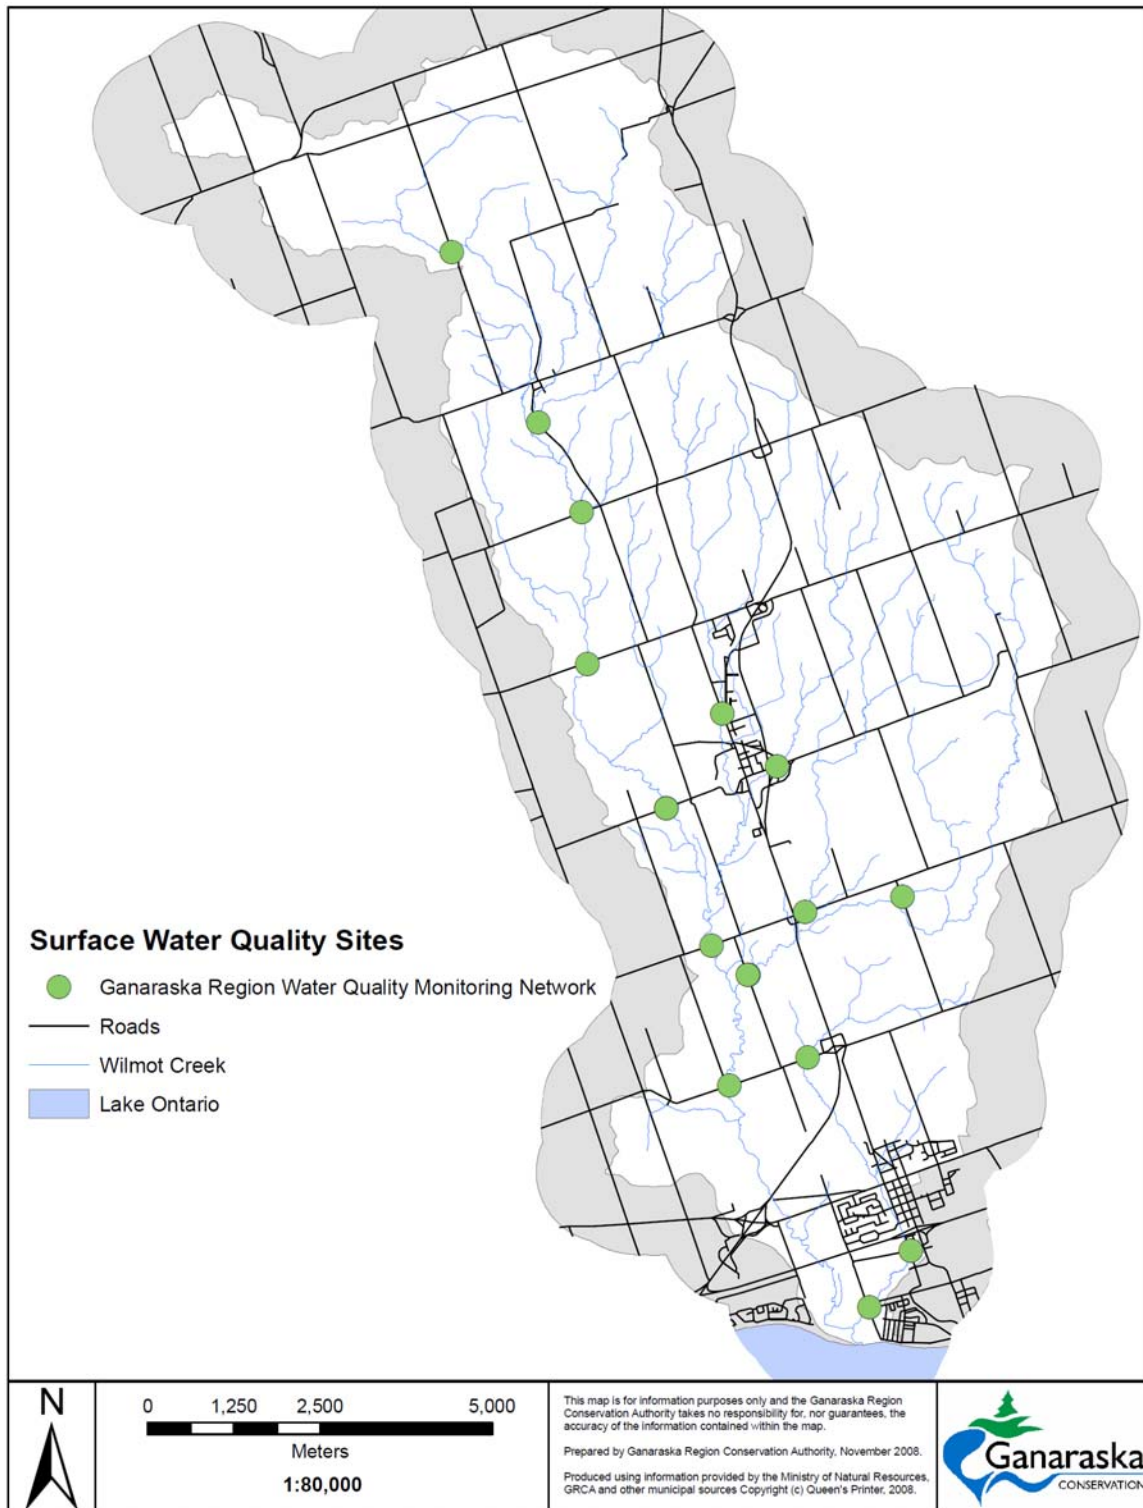 Surface Water Quality Sites
Ganaraska Region Water Quality Monitoring Network
Roads
Wilmot Creek
Lake Ontario
N
0 1,250 2,500 5,000
Meters
1:80,000
This map is for information purposes only and the Ganaraska Region
Conservation Authority takes no responsibility for, nor guarantees, the
accuracy of the information contained within the map.
Prepared by Ganaraska Region Conservation Authority, November 2008.
Produced using information provided by the Ministry of Natural Resources,
GRCA and other municipal sources Copyright (c) Queen's Printer, 2008.
Ganaraska
CONSERVATION